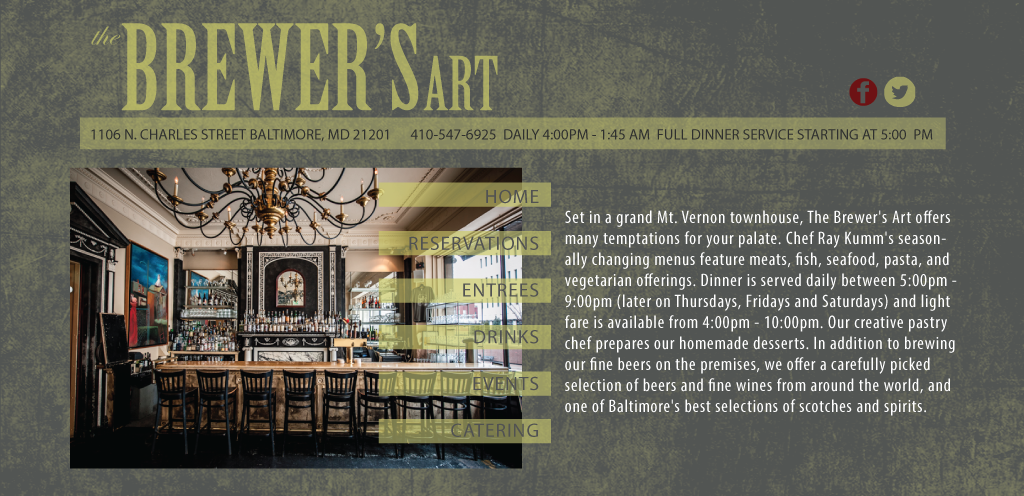 the BREWER'S ART
1106 N. CHARLES STREET BALTIMORE, MD 21201 410-547-6925 DAILY 4:00PM - 1:45 AM FULL DINNER SERVICE STARTING AT 5:00 PM
HOME
RESERVATIONS
ENTREES
DRINKS
EVENTS
CATERING
Set in a grand Mt. Vernon townhouse, The Brewer's Art offers
many temptations for your palate. Chef Ray Kumm's season-
ally changing menus feature meats, fish, seafood, pasta, and
vegetarian offerings. Dinner is served daily between 5:00pm -
9:00pm (later on Thursdays, Fridays and Saturdays) and light
fare is available from 4:00pm - 10:00pm. Our creative pastry
chef prepares our homemade desserts. In addition to brewing
our fine beers on the premises, we offer a carefully picked
selection of beers and fine wines from around the world, and
one of Baltimore's best selections of scotches and spirits.